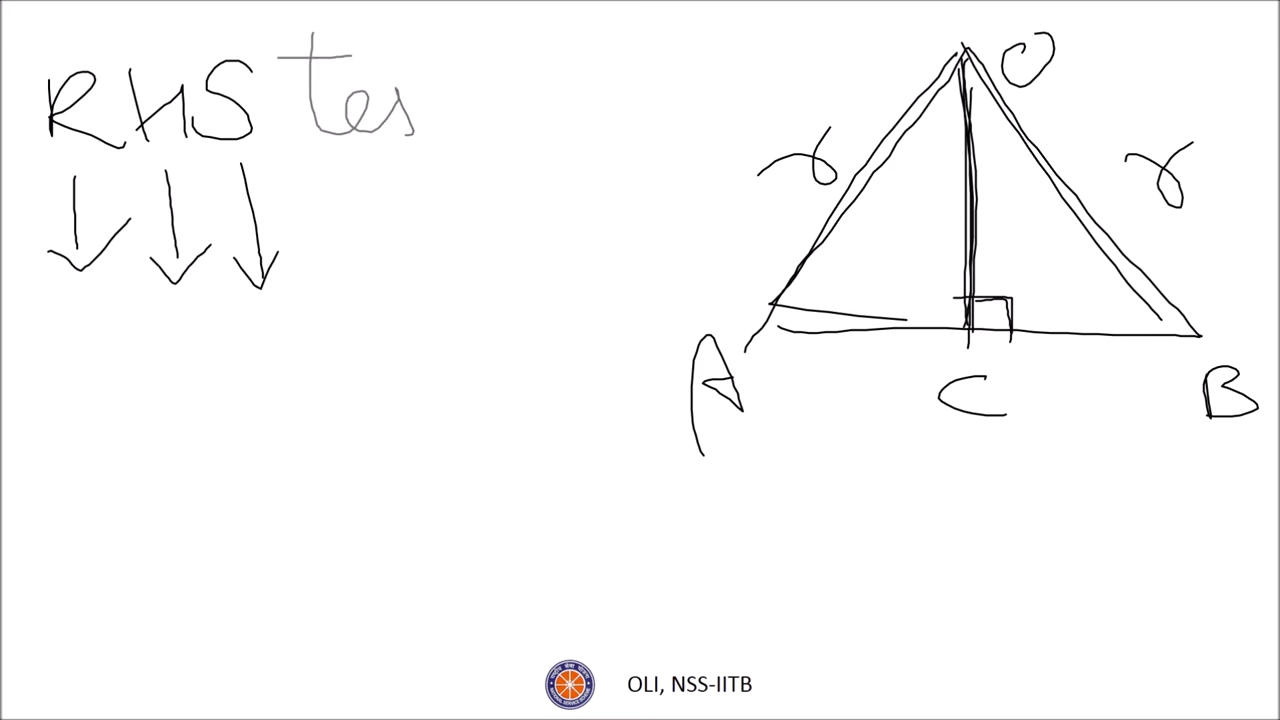 RHS tes
O
r r
A C B
OLI, NSS-IITB